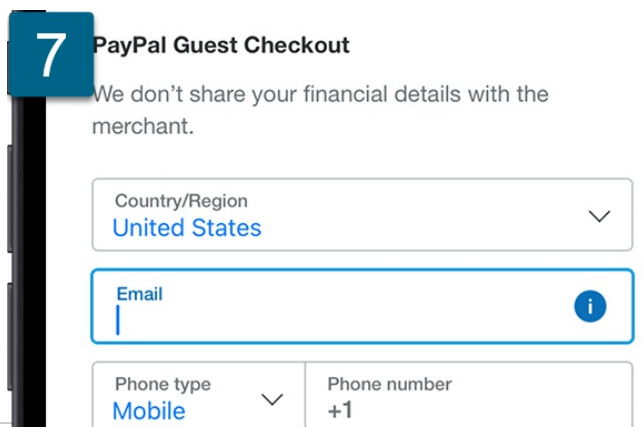 7
PayPal Guest Checkout
We don't share your financial details with the
merchant.
Country/Region
United States
Email
i
Phone type
Mobile
Phone number
+1